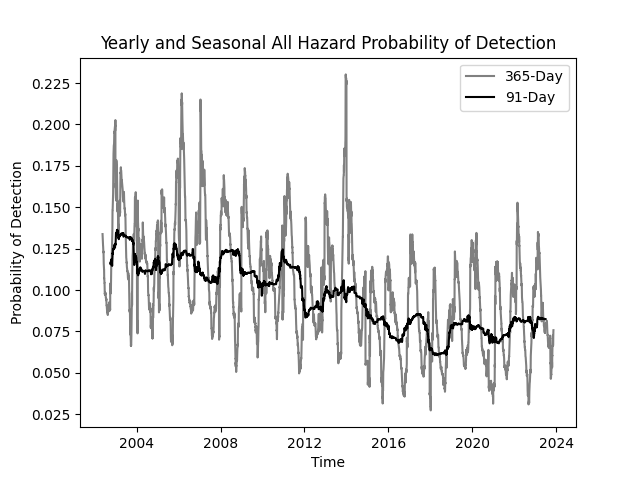 Yearly and Seasonal All Hazard Probability of Detection
365-Day
91-Day
Probability of Detection
0.225
0.200
0.175
0.150
0.125
0.100
0.075
0.050
0.025
2004 2008 2012 2016 2020 2024
Time